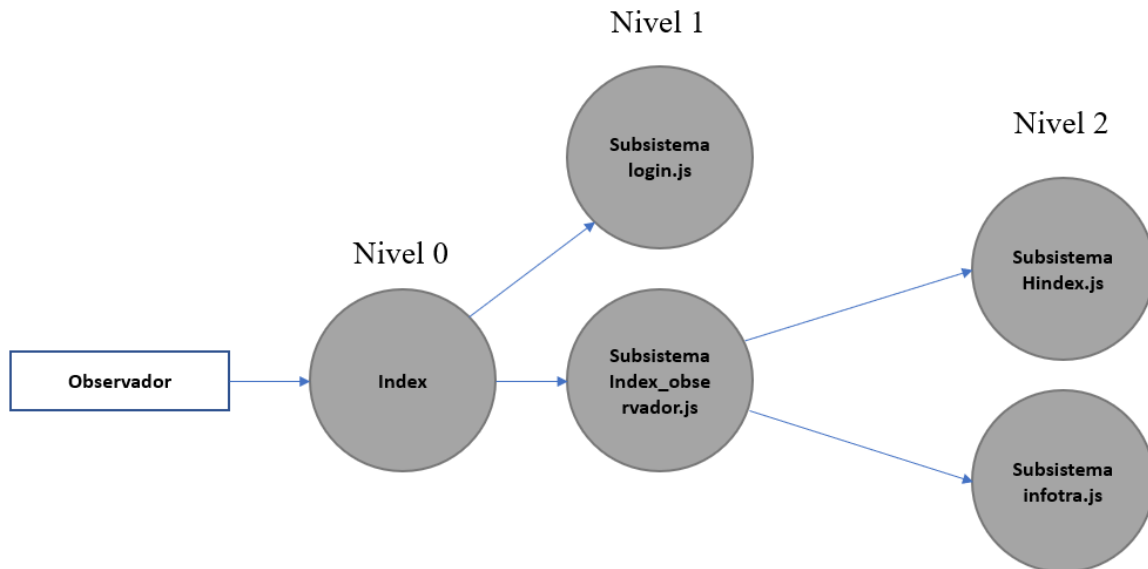 Nivel 1
Subsistema
login.js
Nivel 2
Nivel 0
Subsistema
Hindex.js
Observador
Index
Subsistema
Index_obse
rvador.js
Subsistema
infotra.js